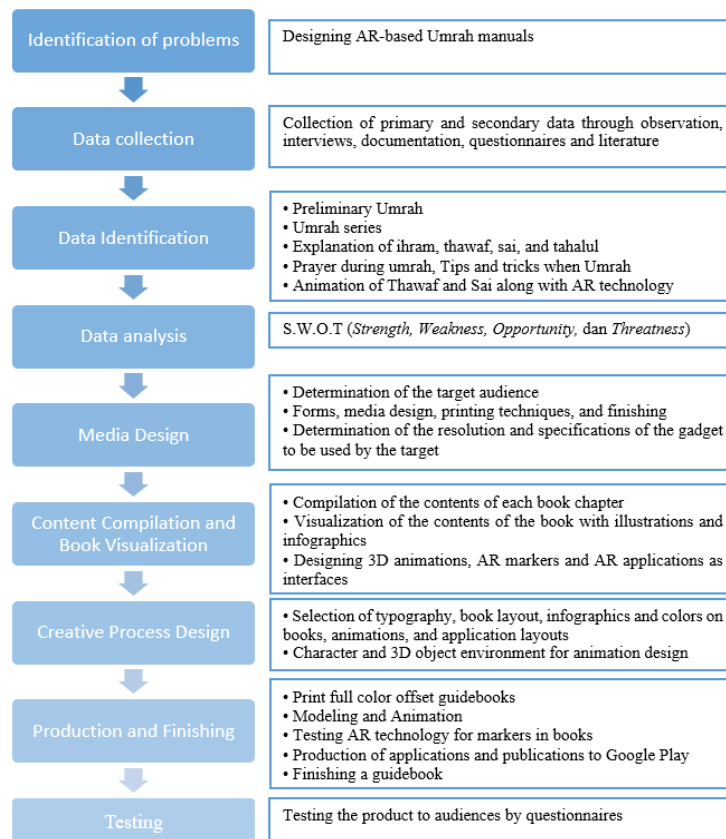 Identification of problems
Designing AR-based Umrah manuals
Data collection
Collection of primary and secondary data through observation,
interviews, documentation, questionnaires and literature
Data Identification
• Preliminary Umrah
• Umrah series
• Explanation of ihram, thawaf, sai, and tahalul
• Prayer during umrah, Tips and tricks when Umrah
• Animation of Thawaf and Sai along with AR technology
Data analysis
S.W.O.T (Strength, Weakness, Opportunity, dan Threatness)
Media Design
• Determination of the target audience
• Forms, media design, printing techniques, and finishing
• Determination of the resolution and specifications of the gadget
to be used by the target
Content Compilation and
Book Visualization
• Compilation of the contents of each book chapter
• Visualization of the contents of the book with illustrations and
infographics
• Designing 3D animations, AR markers and AR applications as
interfaces
Creative Process Design
• Selection of typography, book layout, infographics and colors on
books, animations, and application layouts
• Character and 3D object environment for animation design
Production and Finishing
• Print full color offset guidebooks
• Modeling and Animation
• Testing AR technology for markers in books
• Production of applications and publications to Google Play
• Finishing a guidebook
Testing
Testing the product to audiences by questionnaires